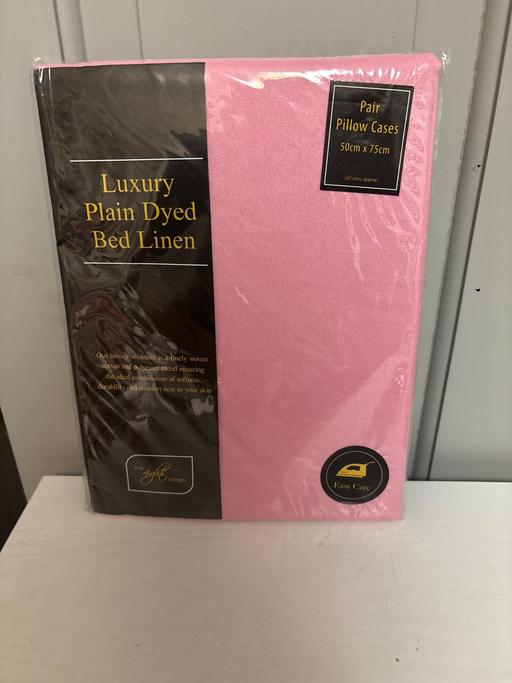 Pair
Pillow Cases
50cm x 75cm
(all sizes approx)
Luxury
Plain Dyed
Bed Linen
Our luxury selection is a finely woven
cotton and polyester blend ensuring
the ideal combination of softness,
durability and comfort next to your skin
nights
Easy Care